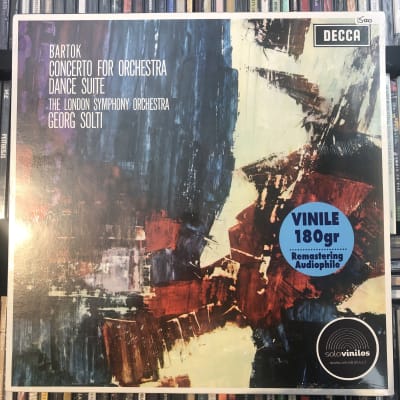 DECCA
BARTOK
CONCERTO FOR ORCHESTRA
DANCE SUITE
THE LONDON SYMPHONY ORCHESTRA
GEORG SOLTI
VINILE
180gr
Remastering
Audiophile
solovinilos